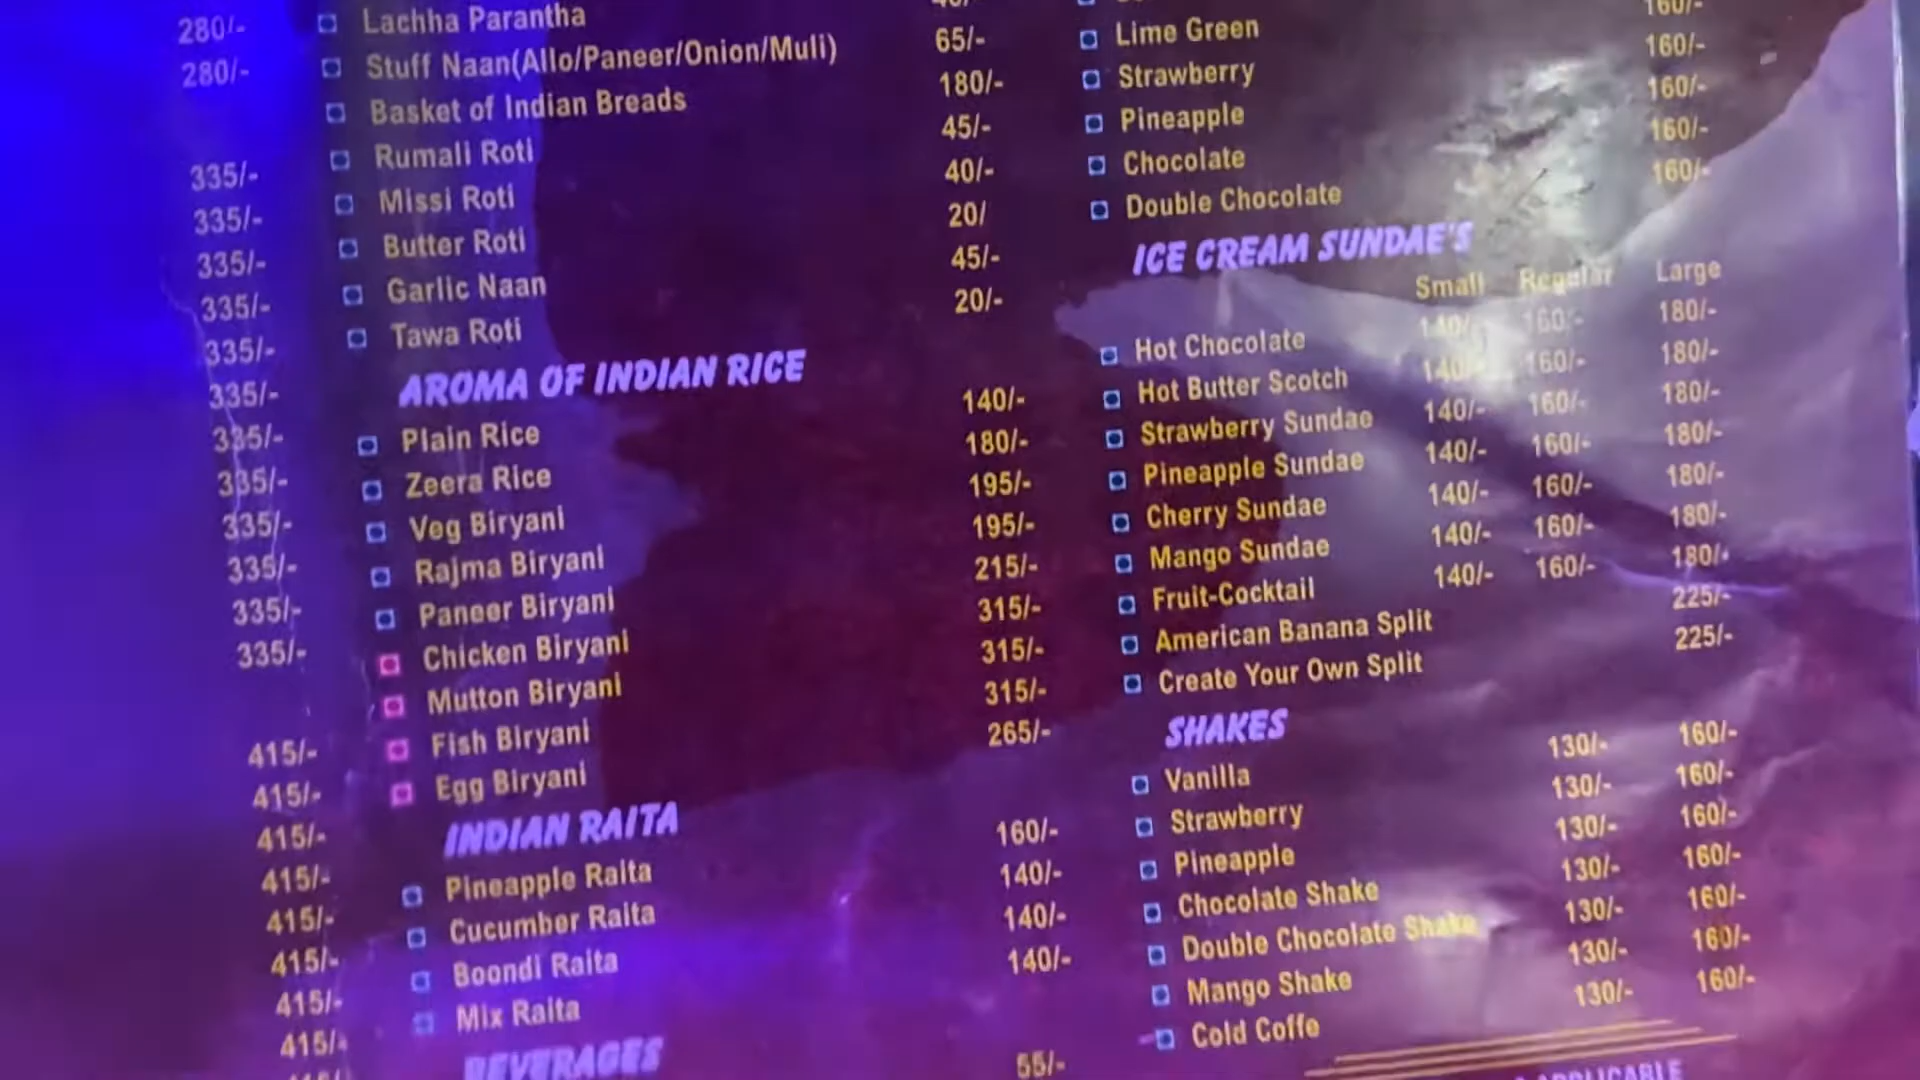 280/-
280/-
335/-
335/-
335/-
335/-
335/-
335/-
335/-
335/-
335/-
335/-
335/-
335/-
415/-
415/-
415/-
415/-
415/-
415/-
415/-
415/-
Lachha Parantha
Stuff Naan(Allo/Paneer/Onion/Muli) 65/-
Basket of Indian Breads 180/-
Rumali Roti 45/-
Missi Roti 40/-
Butter Roti 20/
Garlic Naan 45/-
Tawa Roti 20/-
AROMA OF INDIAN RICE
Plain Rice 140/-
Zeera Rice 180/-
Veg Biryani 195/-
Rajma Biryani 195/-
Paneer Biryani 215/-
Chicken Biryani 315/-
Mutton Biryani 315/-
Fish Biryani 315/-
Egg Biryani 265/-
INDIAN RAITA
Pineapple Raita 160/-
Cucumber Raita 140/-
Boondi Raita 140/-
Mix Raita 140/-
BEVERAGES
55/-
Lime Green 160/-
Strawberry 160/-
Pineapple 160/-
Chocolate 160/-
Double Chocolate 160/-
ICE CREAM SUNDAE'S
Small Regular Large
Hot Chocolate 140/- 160/- 180/-
Hot Butter Scotch 140/- 160/- 180/-
Strawberry Sundae 140/- 160/- 180/-
Pineapple Sundae 140/- 160/- 180/-
Cherry Sundae 140/- 160/- 180/-
Mango Sundae 140/- 160/- 180/-
Fruit-Cocktail 140/- 160/- 180/-
American Banana Split 225/-
Create Your Own Split 225/-
SHAKES
Vanilla 130/- 160/-
Strawberry 130/- 160/-
Pineapple 130/- 160/-
Chocolate Shake 130/- 160/-
Double Chocolate Shake 130/- 160/-
Mango Shake 130/- 160/-
Cold Coffe 130/- 160/-
APPLICABLE